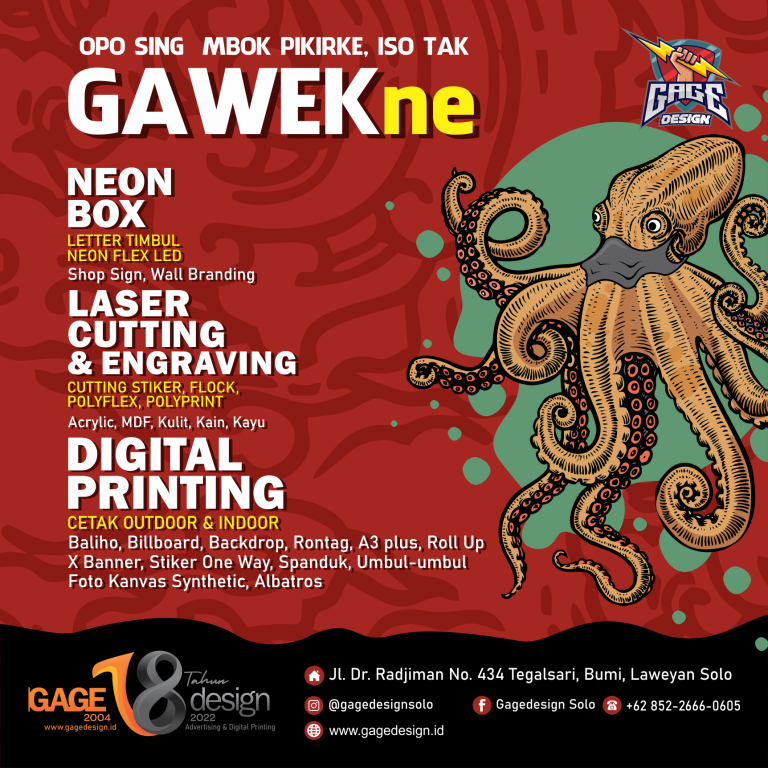 OPO SING MBOK PIKIRKE, ISO TAK
GAWEKne
GAGE
DESIGN
NEON
BOX
LETTER TIMBUL
NEON FLEX LED
Shop Sign, Wall Branding
LASER
CUTTING
& ENGRAVING
CUTTING STIKER, FLOCK,
POLYFLEX, POLYPRINT
Acrylic, MDF, Kulit, Kain, Kayu
DIGITAL
PRINTING
CETAK OUTDOOR & INDOOR
Baliho, Billboard, Backdrop, Rontag, A3 plus, Roll Up
X Banner, Stiker One Way, Spanduk, Umbul-umbul
Foto Kanvas Synthetic, Albatros
GAGE 18 Tahun design
2004 2022
www.gagedesign.id Advertising & Digital Printing
Jl. Dr. Radjiman No. 434 Tegalsari, Bumi, Laweyan Solo
@gagedesignsolo Gagedesign Solo +62 852-2666-0605
www.gagedesign.id